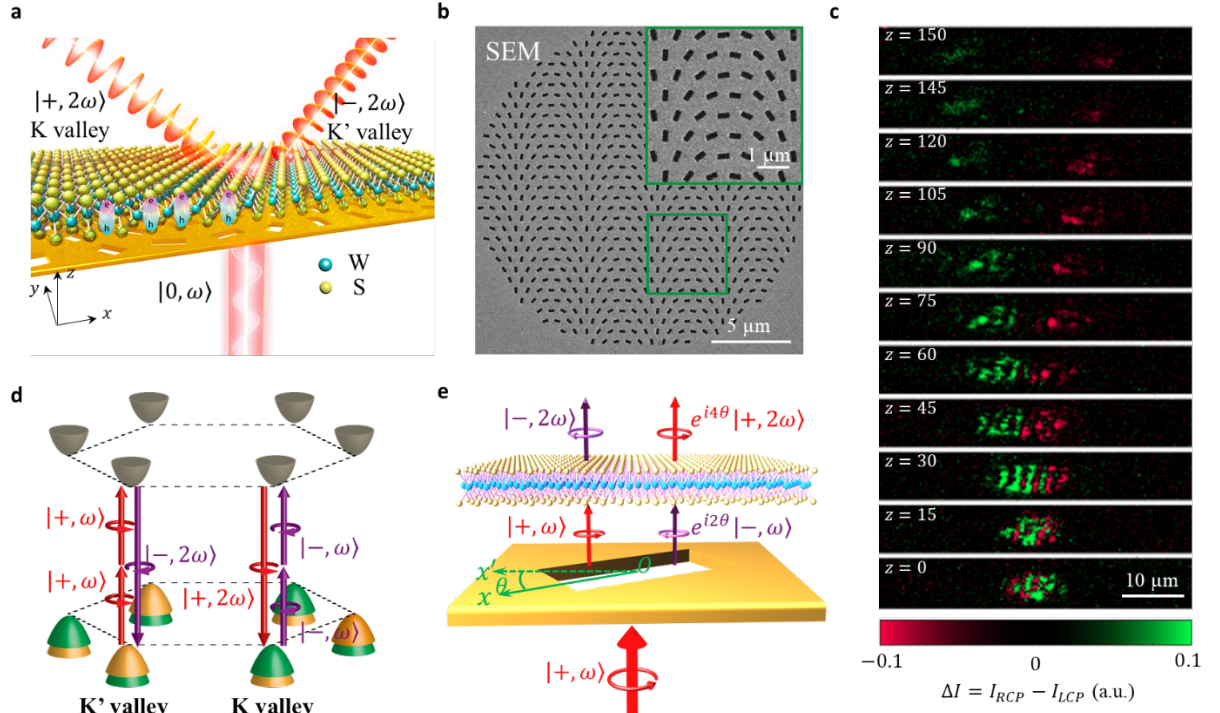 a
|+, 2ω⟩
K valley
|−, 2ω⟩
K' valley
e
h
e
h
e
h
e
h
z
y
x
|0, ω⟩
W
S
b
SEM
1 μm
5 μm
c
z = 150
z = 145
z = 120
z = 105
z = 90
z = 75
z = 60
z = 45
z = 30
z = 15
z = 0
10 μm
−0.1
0
0.1
ΔI = I_RCP − I_LCP (a.u.)
d
|+, ω⟩
|+, ω⟩
|−, 2ω⟩
|+, 2ω⟩
|−, ω⟩
|−, ω⟩
K' valley
K valley
e
|−, 2ω⟩
e^{i4θ}|+, 2ω⟩
|+, ω⟩
e^{i2θ}|−, ω⟩
x'
θ
x
O
|+, ω⟩